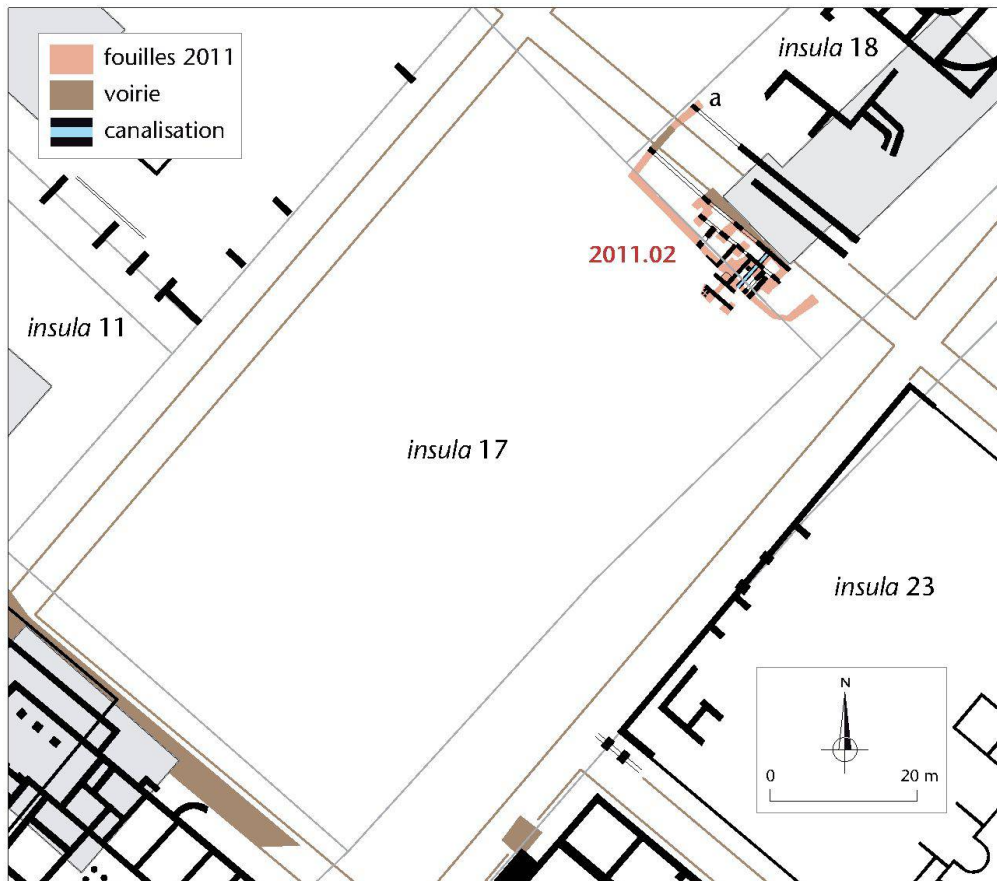 fouilles 2011
voirie
canalisation
insula 18
a
2011.02
insula 11
insula 17
insula 23
N
0 20 m